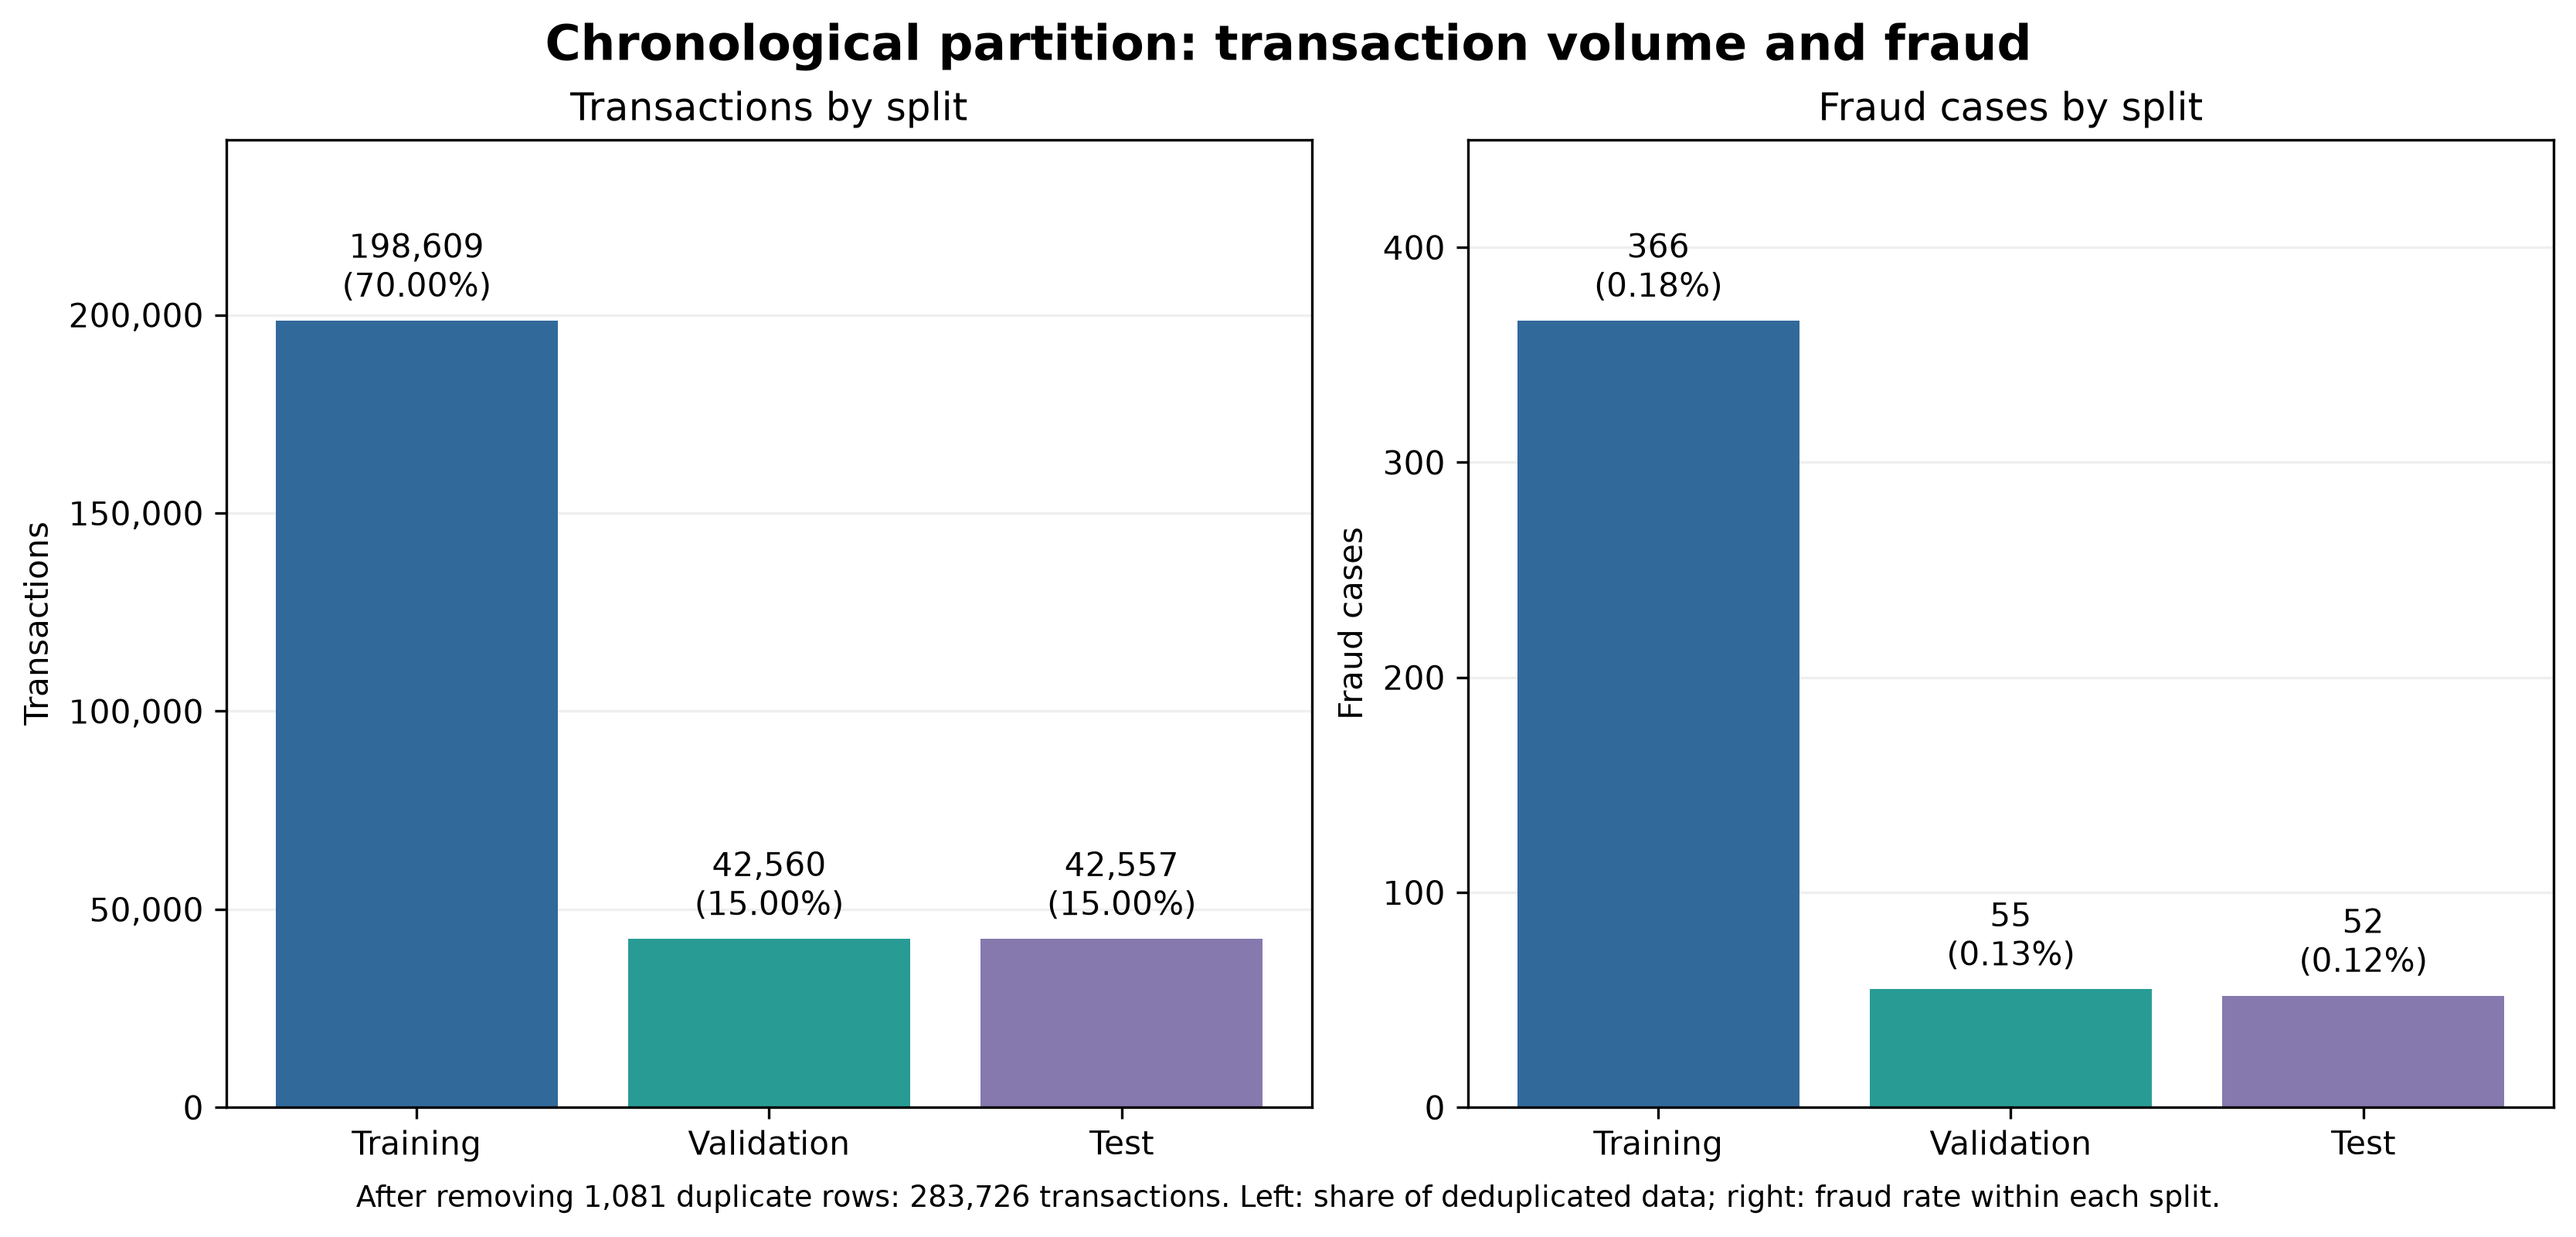 Chronological partition: transaction volume and fraud
Transactions by split
Transactions
200,000
150,000
100,000
50,000
0
198,609
(70.00%)
42,560
(15.00%)
42,557
(15.00%)
Training
Validation
Test
Fraud cases by split
Fraud cases
400
300
200
100
0
366
(0.18%)
55
(0.13%)
52
(0.12%)
Training
Validation
Test
After removing 1,081 duplicate rows: 283,726 transactions. Left: share of deduplicated data; right: fraud rate within each split.